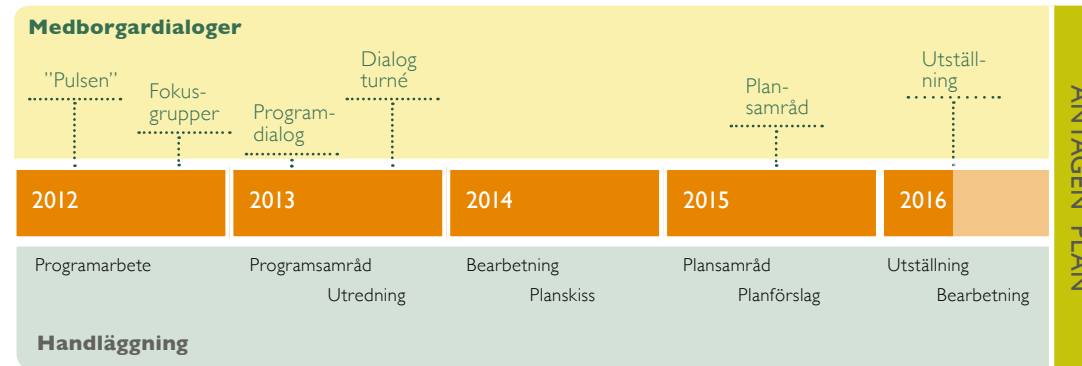 Medborgardialoger
”Pulsen”
Fokus-
grupper
Program-
dialog
Dialog
turné
Plan-
samråd
Utställ-
ning
2012
2013
2014
2015
2016
Programarbete
Programsamråd
Utredning
Bearbetning
Planskiss
Plansamråd
Planförslag
Utställning
Bearbetning
Handläggning
ANTAGEN PLAN